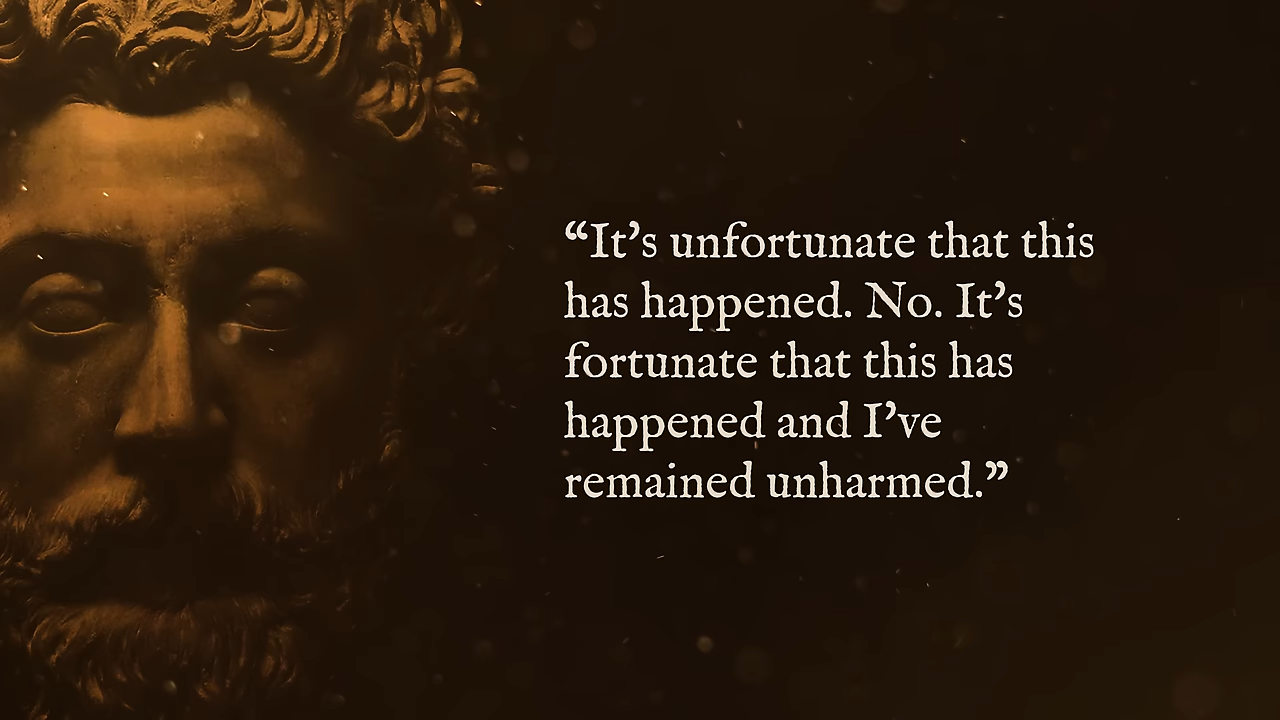 “It’s unfortunate that this
has happened. No. It’s
fortunate that this has
happened and I’ve
remained unharmed.”